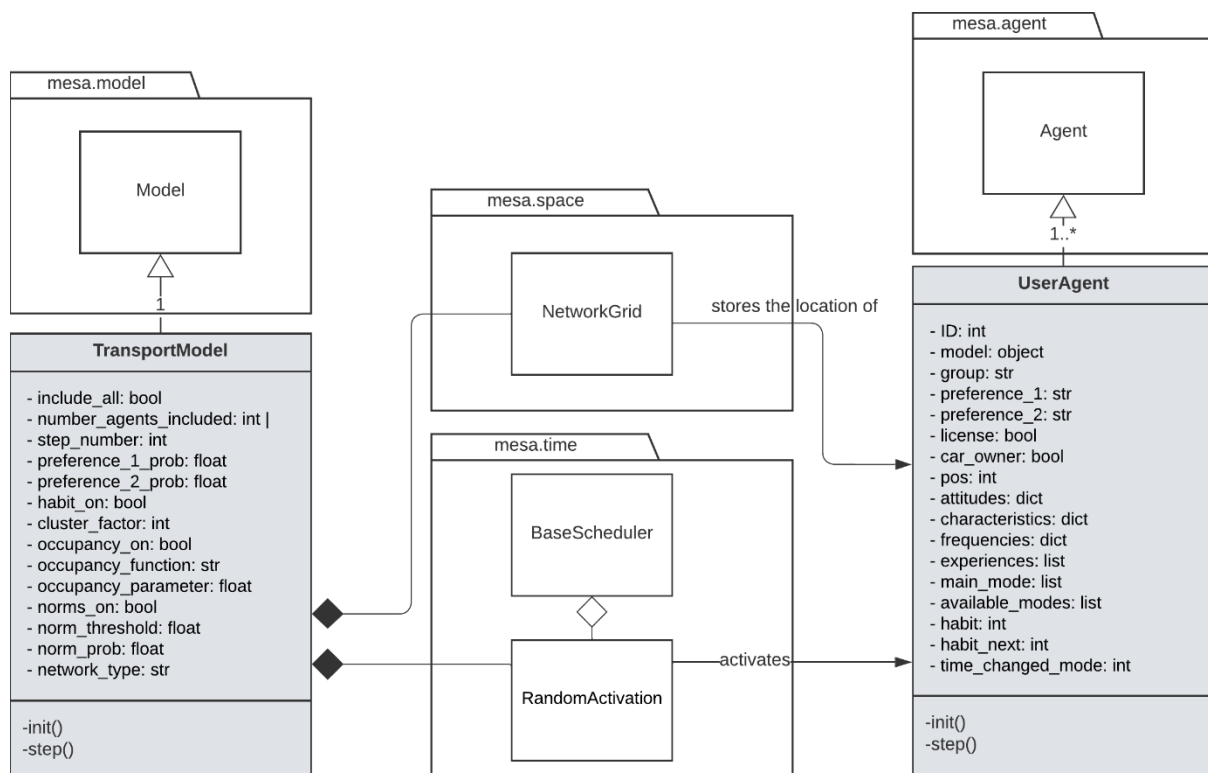 mesa.model
Model
1
TransportModel
- include_all: bool
- number_agents_included: int |
- step_number: int
- preference_1_prob: float
- preference_2_prob: float
- habit_on: bool
- cluster_factor: int
- occupancy_on: bool
- occupancy_function: str
- occupancy_parameter: float
- norms_on: bool
- norm_threshold: float
- norm_prob: float
- network_type: str
-init()
-step()
mesa.space
NetworkGrid
stores the location of
mesa.time
BaseScheduler
RandomActivation
activates
mesa.agent
Agent
1..*
UserAgent
- ID: int
- model: object
- group: str
- preference_1: str
- preference_2: str
- license: bool
- car_owner: bool
- pos: int
- attitudes: dict
- characteristics: dict
- frequencies: dict
- experiences: list
- main_mode: list
- available_modes: list
- habit: int
- habit_next: int
- time_changed_mode: int
-init()
-step()